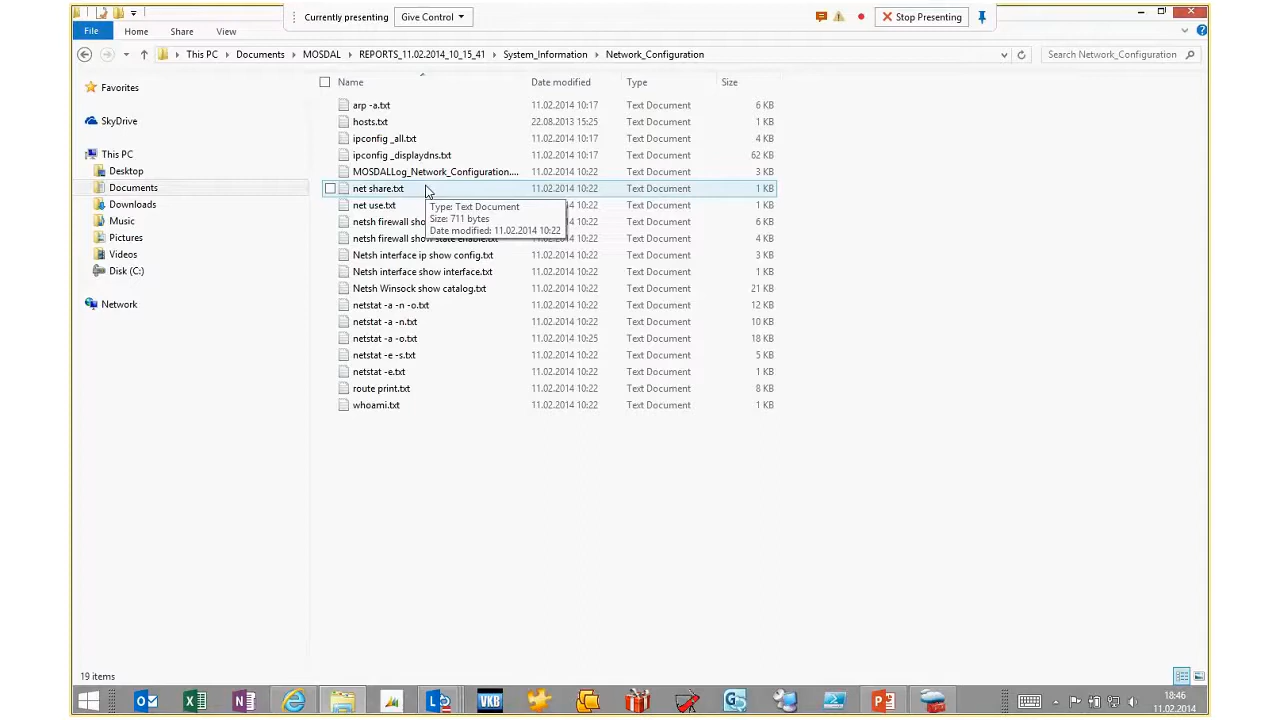 Currently presenting Give Control Stop Presenting
File Home Share View
This PC Documents MOSDAL REPORTS_11.02.2014_10_15_41 System_Information Network_Configuration Search Network_Configuration
Name Date modified Type Size
Favorites
SkyDrive
This PC
Desktop
Documents
Downloads
Music
Pictures
Videos
Disk (C:)
Network
arp -a.txt 11.02.2014 10:17 Text Document 6 KB
hosts.txt 22.08.2013 15:25 Text Document 1 KB
ipconfig _all.txt 11.02.2014 10:17 Text Document 4 KB
ipconfig _displaydns.txt 11.02.2014 10:17 Text Document 62 KB
MOSDALLog_Network_Configuration.... 11.02.2014 10:22 Text Document 3 KB
net share.txt 11.02.2014 10:22 Text Document 1 KB
net use.txt :22 Text Document 1 KB
netsh firewall sho :22 Text Document 6 KB
netsh firewall show state enable.txt :22 Text Document 4 KB
Type: Text Document
Size: 711 bytes
Date modified: 11.02.2014 10:22
Netsh interface ip show config.txt 11.02.2014 10:22 Text Document 3 KB
Netsh interface show interface.txt 11.02.2014 10:22 Text Document 1 KB
Netsh Winsock show catalog.txt 11.02.2014 10:22 Text Document 21 KB
netstat -a -n -o.txt 11.02.2014 10:22 Text Document 12 KB
netstat -a -n.txt 11.02.2014 10:22 Text Document 10 KB
netstat -a -o.txt 11.02.2014 10:25 Text Document 18 KB
netstat -e -s.txt 11.02.2014 10:22 Text Document 5 KB
netstat -e.txt 11.02.2014 10:22 Text Document 1 KB
route print.txt 11.02.2014 10:22 Text Document 8 KB
whoami.txt 11.02.2014 10:22 Text Document 1 KB
19 items
VKB
18:46
11.02.2014